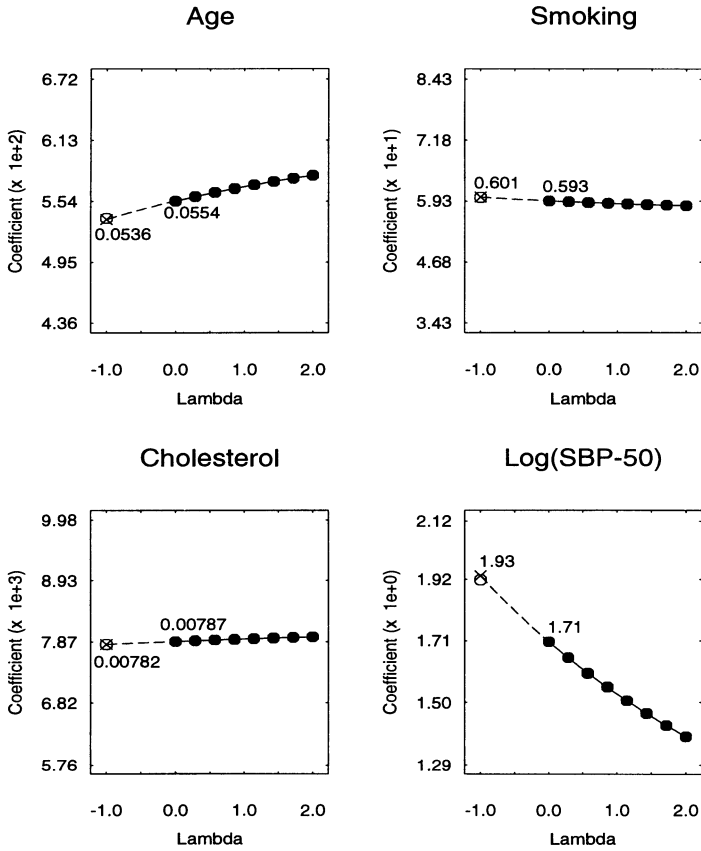 Age
Coefficient (x 1e+2)
6.72
6.13
5.54
4.95
4.36
0.0536
0.0554
-1.0 0.0 1.0 2.0
Lambda
Smoking
Coefficient (x 1e+1)
8.43
7.18
5.93
4.68
3.43
0.601
0.593
-1.0 0.0 1.0 2.0
Lambda
Cholesterol
Coefficient (x 1e+3)
9.98
8.93
7.87
6.82
5.76
0.00782
0.00787
-1.0 0.0 1.0 2.0
Lambda
Log(SBP-50)
Coefficient (x 1e+0)
2.12
1.92
1.71
1.50
1.29
1.93
1.71
-1.0 0.0 1.0 2.0
Lambda